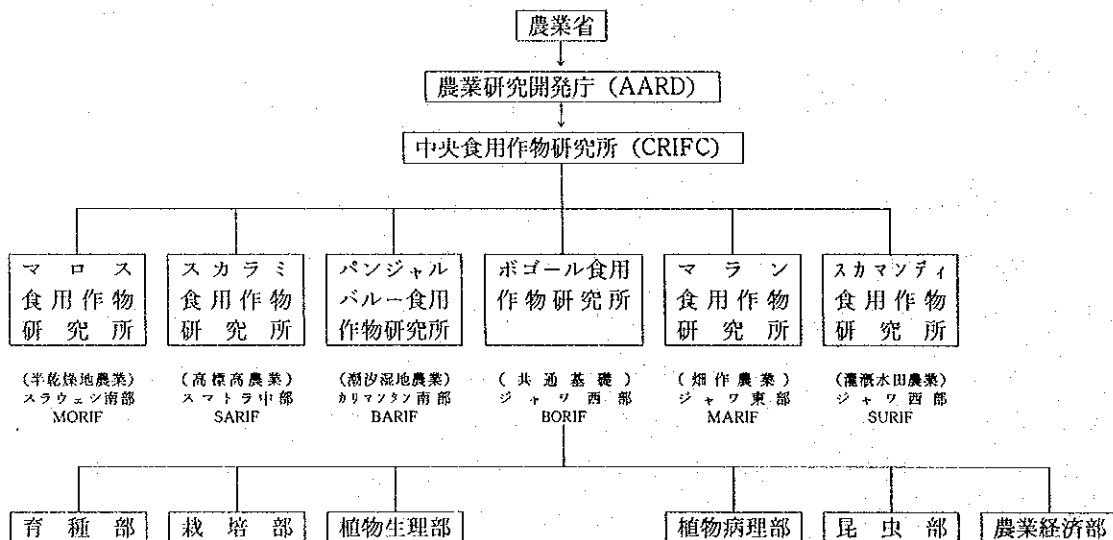 農業省
農業研究開発庁 (AARD)
中央食用作物研究所 (CRIFC)
マロス
食用作物
研究所
スカラミ
食用作物
研究所
バンジャル
バルー食用
作物研究所
ボゴール食用
作物研究所
マラン
食用作物
研究所
スカマンディ
食用作物
研究所
(半乾燥地農業)
スラウェシ南部
MORIF
(高標高農業)
スマトラ中部
SARIF
(潮汐湿地農業)
カリマンタン南部
BARIF
(共通基礎)
ジャワ西部
BORIF
(畑作農業)
ジャワ東部
MARIF
(灌漑水田農業)
ジャワ西部
SURIF
育種部
栽培部
植物生理部
植物病理部
昆虫部
農業経済部